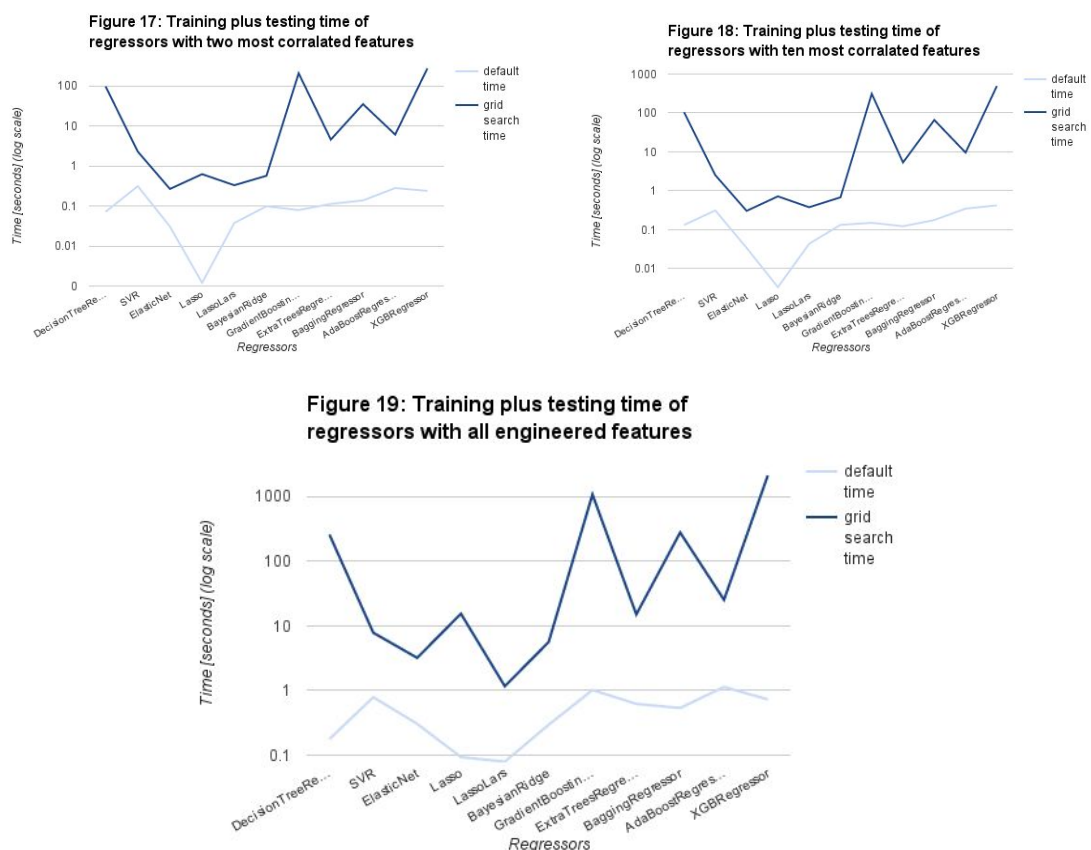 Figure 17: Training plus testing time of
regressors with two most corralated features
100
10
1
0.1
0.01
0
Time [seconds] (log scale)
DecisionTreeRe...
SVR
ElasticNet
Lasso
LassoLars
BayesianRidge
GradientBoostin...
ExtraTreesRegre...
BaggingRegressor
AdaBoostRegres...
XGBRegressor
Regressors
default
time
grid
search
time
Figure 18: Training plus testing time of
regressors with ten most corralated features
1000
100
10
1
0.1
0.01
Time [seconds] (log scale)
DecisionTreeRe...
SVR
ElasticNet
Lasso
LassoLars
BayesianRidge
GradientBoostin...
ExtraTreesRegre...
BaggingRegressor
AdaBoostRegres...
XGBRegressor
Regressors
default
time
grid
search
time
Figure 19: Training plus testing time of
regressors with all engineered features
1000
100
10
1
0.1
Time [seconds] (log scale)
DecisionTreeRe...
SVR
ElasticNet
Lasso
LassoLars
BayesianRidge
GradientBoostin...
ExtraTreesRegre...
BaggingRegressor
AdaBoostRegres...
XGBRegressor
Regressors
default
time
grid
search
time